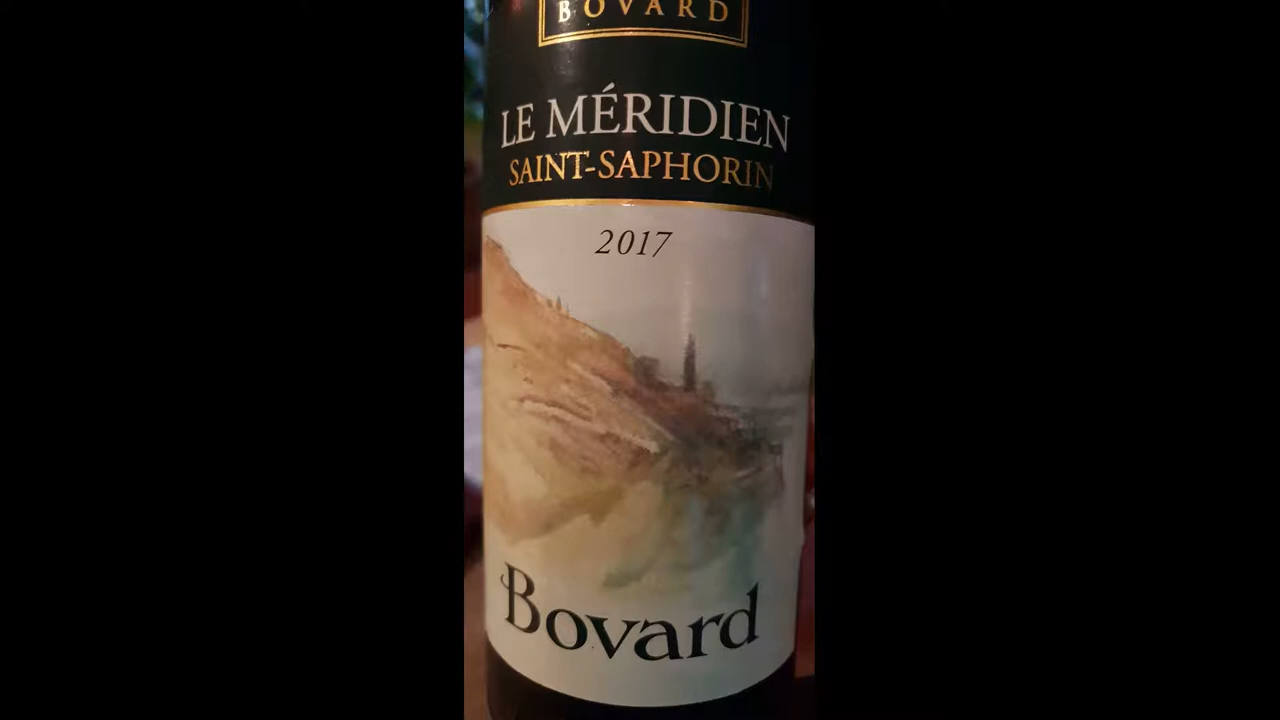 BOVARD
LE MÉRIDIEN
SAINT-SAPHORIN
2017
Bovard